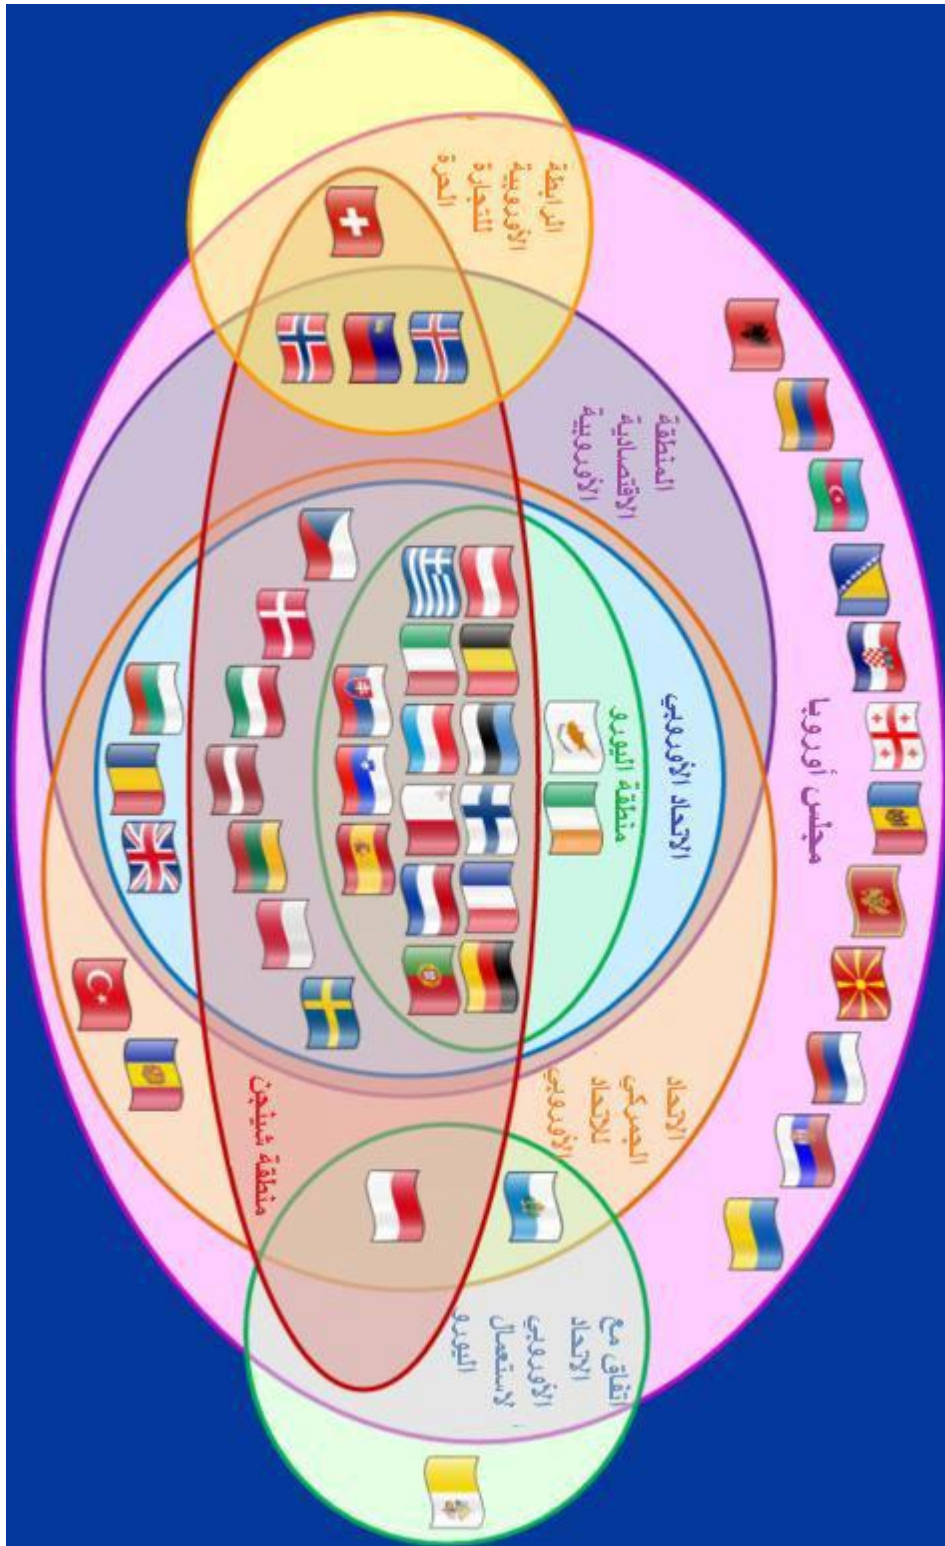 الرابطة
الأوروبية
للتجارة
الحرة
المنطقة
الاقتصادية
الأوروبية
مجلس أوروبا
الاتحاد الأوروبي
منطقة اليورو
الاتحاد
الجمركي
للاتحاد
الأوروبي
منطقة شينجن
اتفاق مع
الاتحاد
الأوروبي
لاستعمال
اليورو